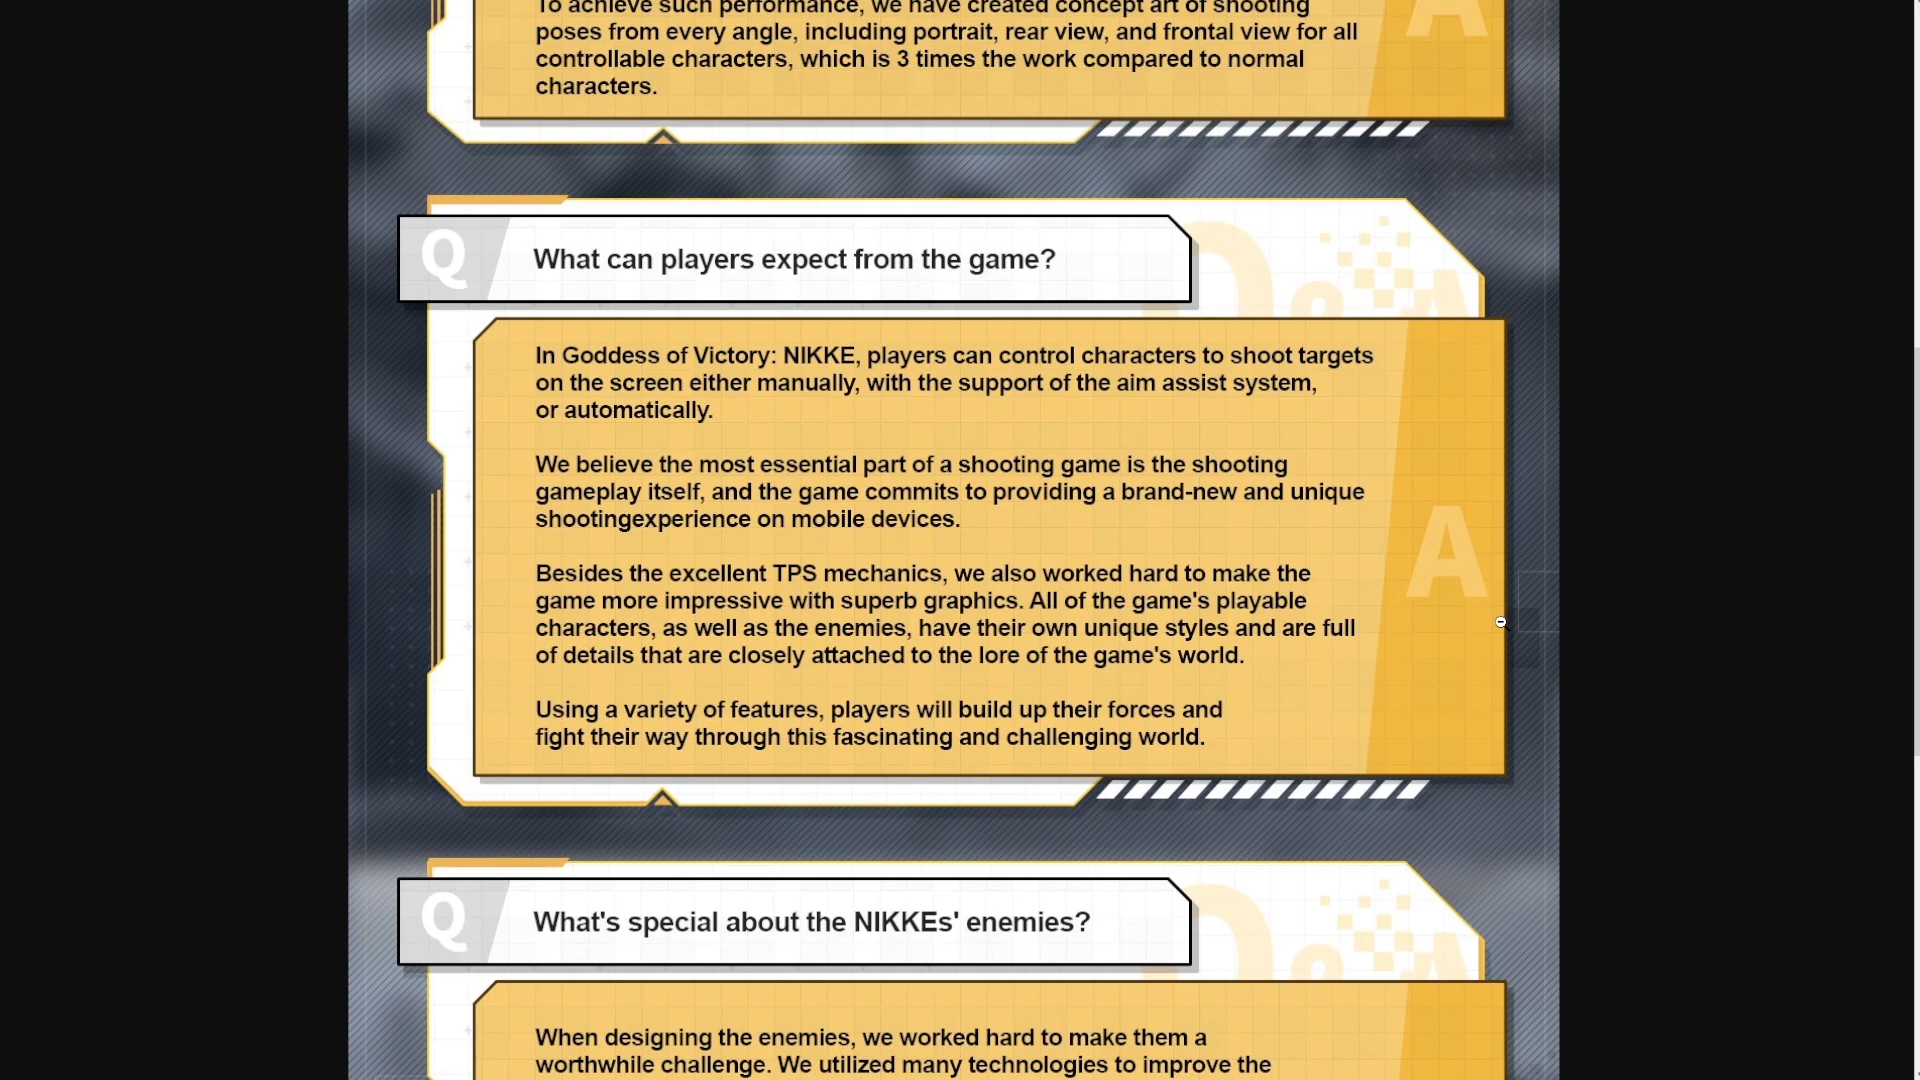 To achieve such performance, we have created concept art of shooting
poses from every angle, including portrait, rear view, and frontal view for all
controllable characters, which is 3 times the work compared to normal
characters.
A
Q
What can players expect from the game?
Q&A
In Goddess of Victory: NIKKE, players can control characters to shoot targets
on the screen either manually, with the support of the aim assist system,
or automatically.
We believe the most essential part of a shooting game is the shooting
gameplay itself, and the game commits to providing a brand-new and unique
shootingexperience on mobile devices.
Besides the excellent TPS mechanics, we also worked hard to make the
game more impressive with superb graphics. All of the game's playable
characters, as well as the enemies, have their own unique styles and are full
of details that are closely attached to the lore of the game's world.
Using a variety of features, players will build up their forces and
fight their way through this fascinating and challenging world.
A
Q
What's special about the NIKKEs' enemies?
Q&A
When designing the enemies, we worked hard to make them a
worthwhile challenge. We utilized many technologies to improve the